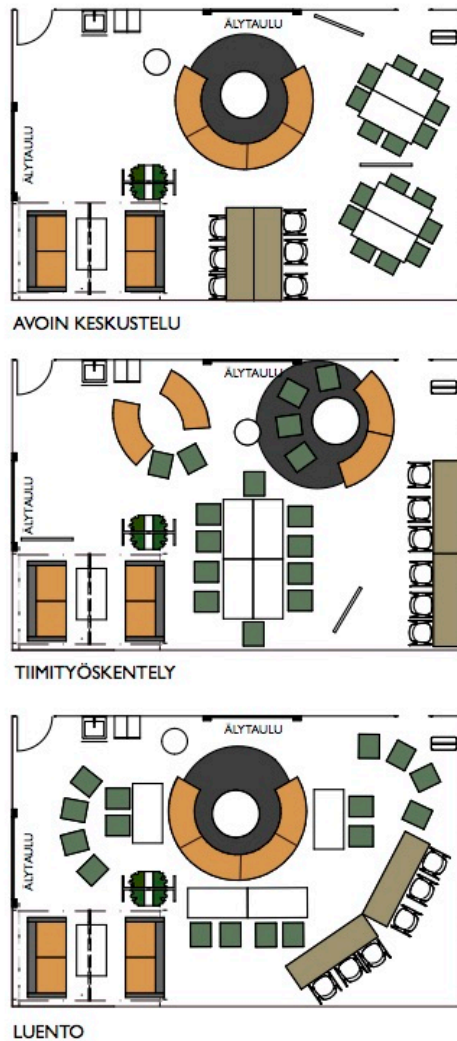 ÄLYTAULU
ÄLYTAULU
AVOIN KESKUSTELU
ÄLYTAULU
ÄLYTAULU
TIIMITYÖSKENTELY
ÄLYTAULU
ÄLYTAULU
LUENTO